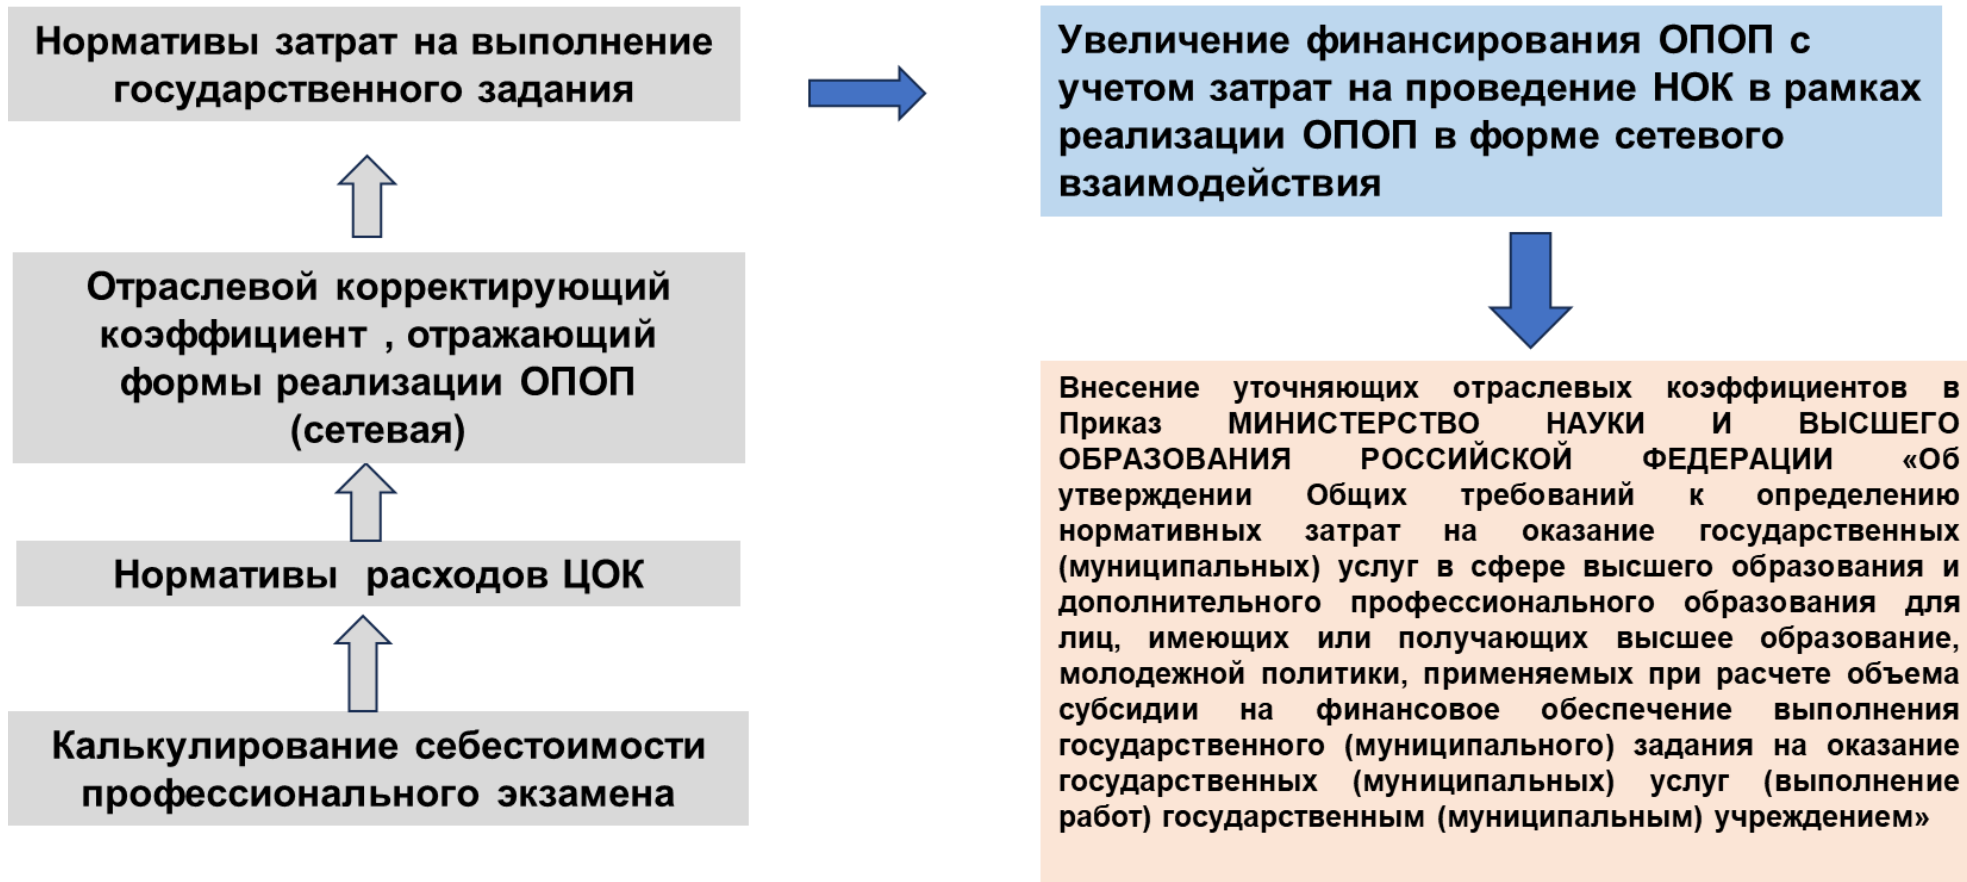 Нормативы затрат на выполнение
государственного задания
Отраслевой корректирующий
коэффициент , отражающий
формы реализации ОПОП
(сетевая)
Нормативы расходов ЦОК
Калькулирование себестоимости
профессионального экзамена
Увеличение финансирования ОПОП с
учетом затрат на проведение НОК в рамках
реализации ОПОП в форме сетевого
взаимодействия
Внесение уточняющих отраслевых коэффициентов в
Приказ МИНИСТЕРСТВО НАУКИ И ВЫСШЕГО
ОБРАЗОВАНИЯ РОССИЙСКОЙ ФЕДЕРАЦИИ «Об
утверждении Общих требований к определению
нормативных затрат на оказание государственных
(муниципальных) услуг в сфере высшего образования и
дополнительного профессионального образования для
лиц, имеющих или получающих высшее образование,
молодежной политики, применяемых при расчете объема
субсидии на финансовое обеспечение выполнения
государственного (муниципального) задания на оказание
государственных (муниципальных) услуг (выполнение
работ) государственным (муниципальным) учреждением»